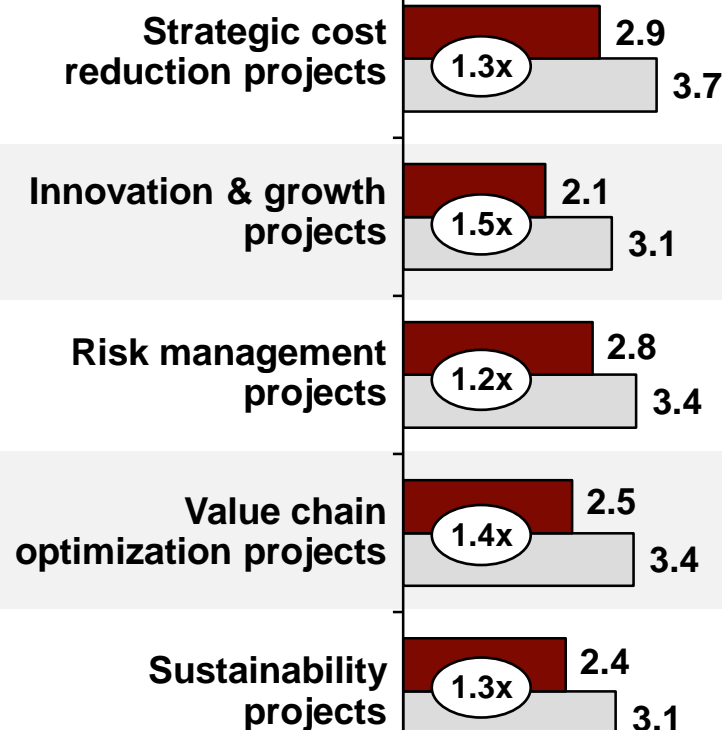 Strategic cost
reduction projects
2.9
1.3x
3.7
Innovation & growth
projects
2.1
1.5x
3.1
Risk management
projects
2.8
1.2x
3.4
Value chain
optimization projects
2.5
1.4x
3.4
Sustainability
projects
2.4
1.3x
3.1